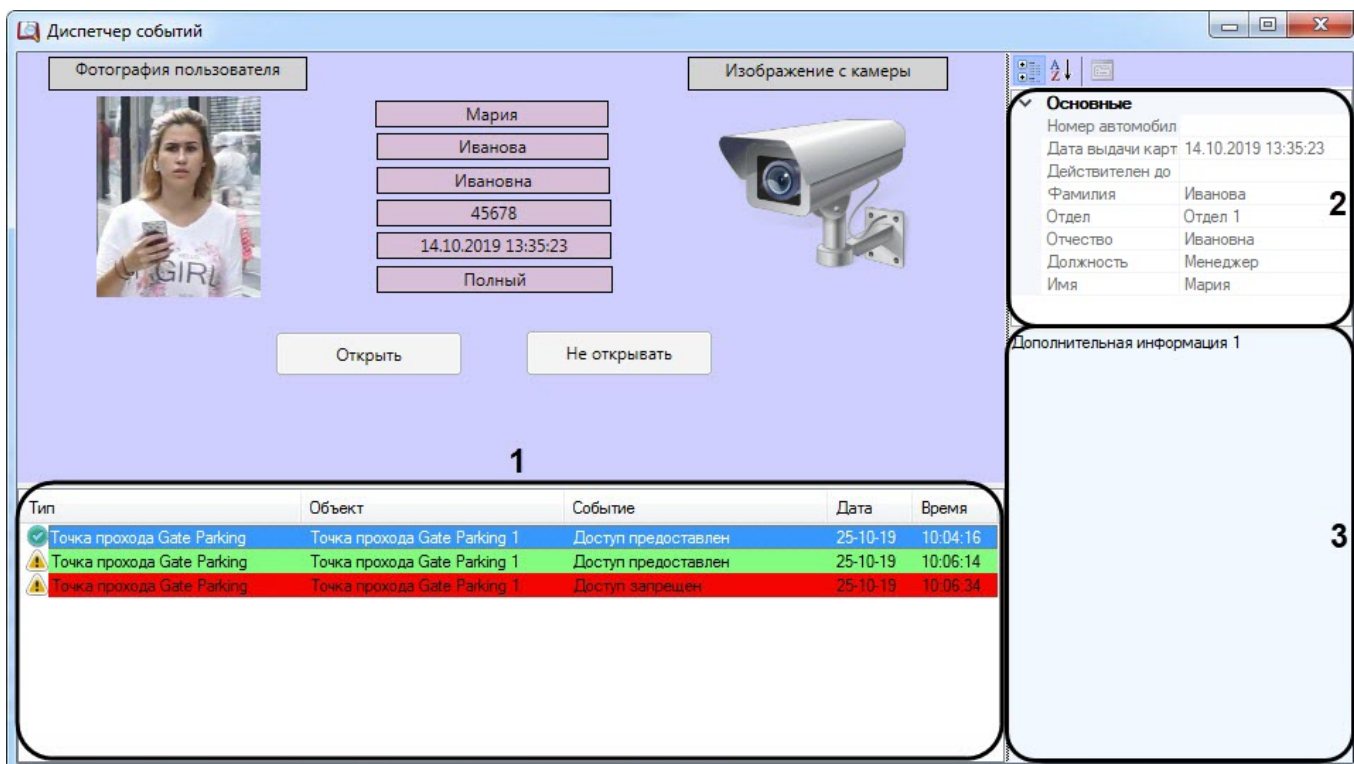 Диспетчер событий
Фотография пользователя
Изображение с камеры
Мария
Иванова
Ивановна
45678
14.10.2019 13:35:23
Полный
GIRL
Открыть
Не открывать
1
Тип Объект Событие Дата Время
Точка прохода Gate Parking Точка прохода Gate Parking 1 Доступ предоставлен 25-10-19 10:04:16
Точка прохода Gate Parking Точка прохода Gate Parking 1 Доступ предоставлен 25-10-19 10:06:14
Точка прохода Gate Parking Точка прохода Gate Parking 1 Доступ запрещен 25-10-19 10:06:34
Основные
Номер автомобил
Дата выдачи карт 14.10.2019 13:35:23
Действителен до
Фамилия Иванова
2
Отдел Отдел 1
Отчество Ивановна
Должность Менеджер
Имя Мария
Дополнительная информация 1
3